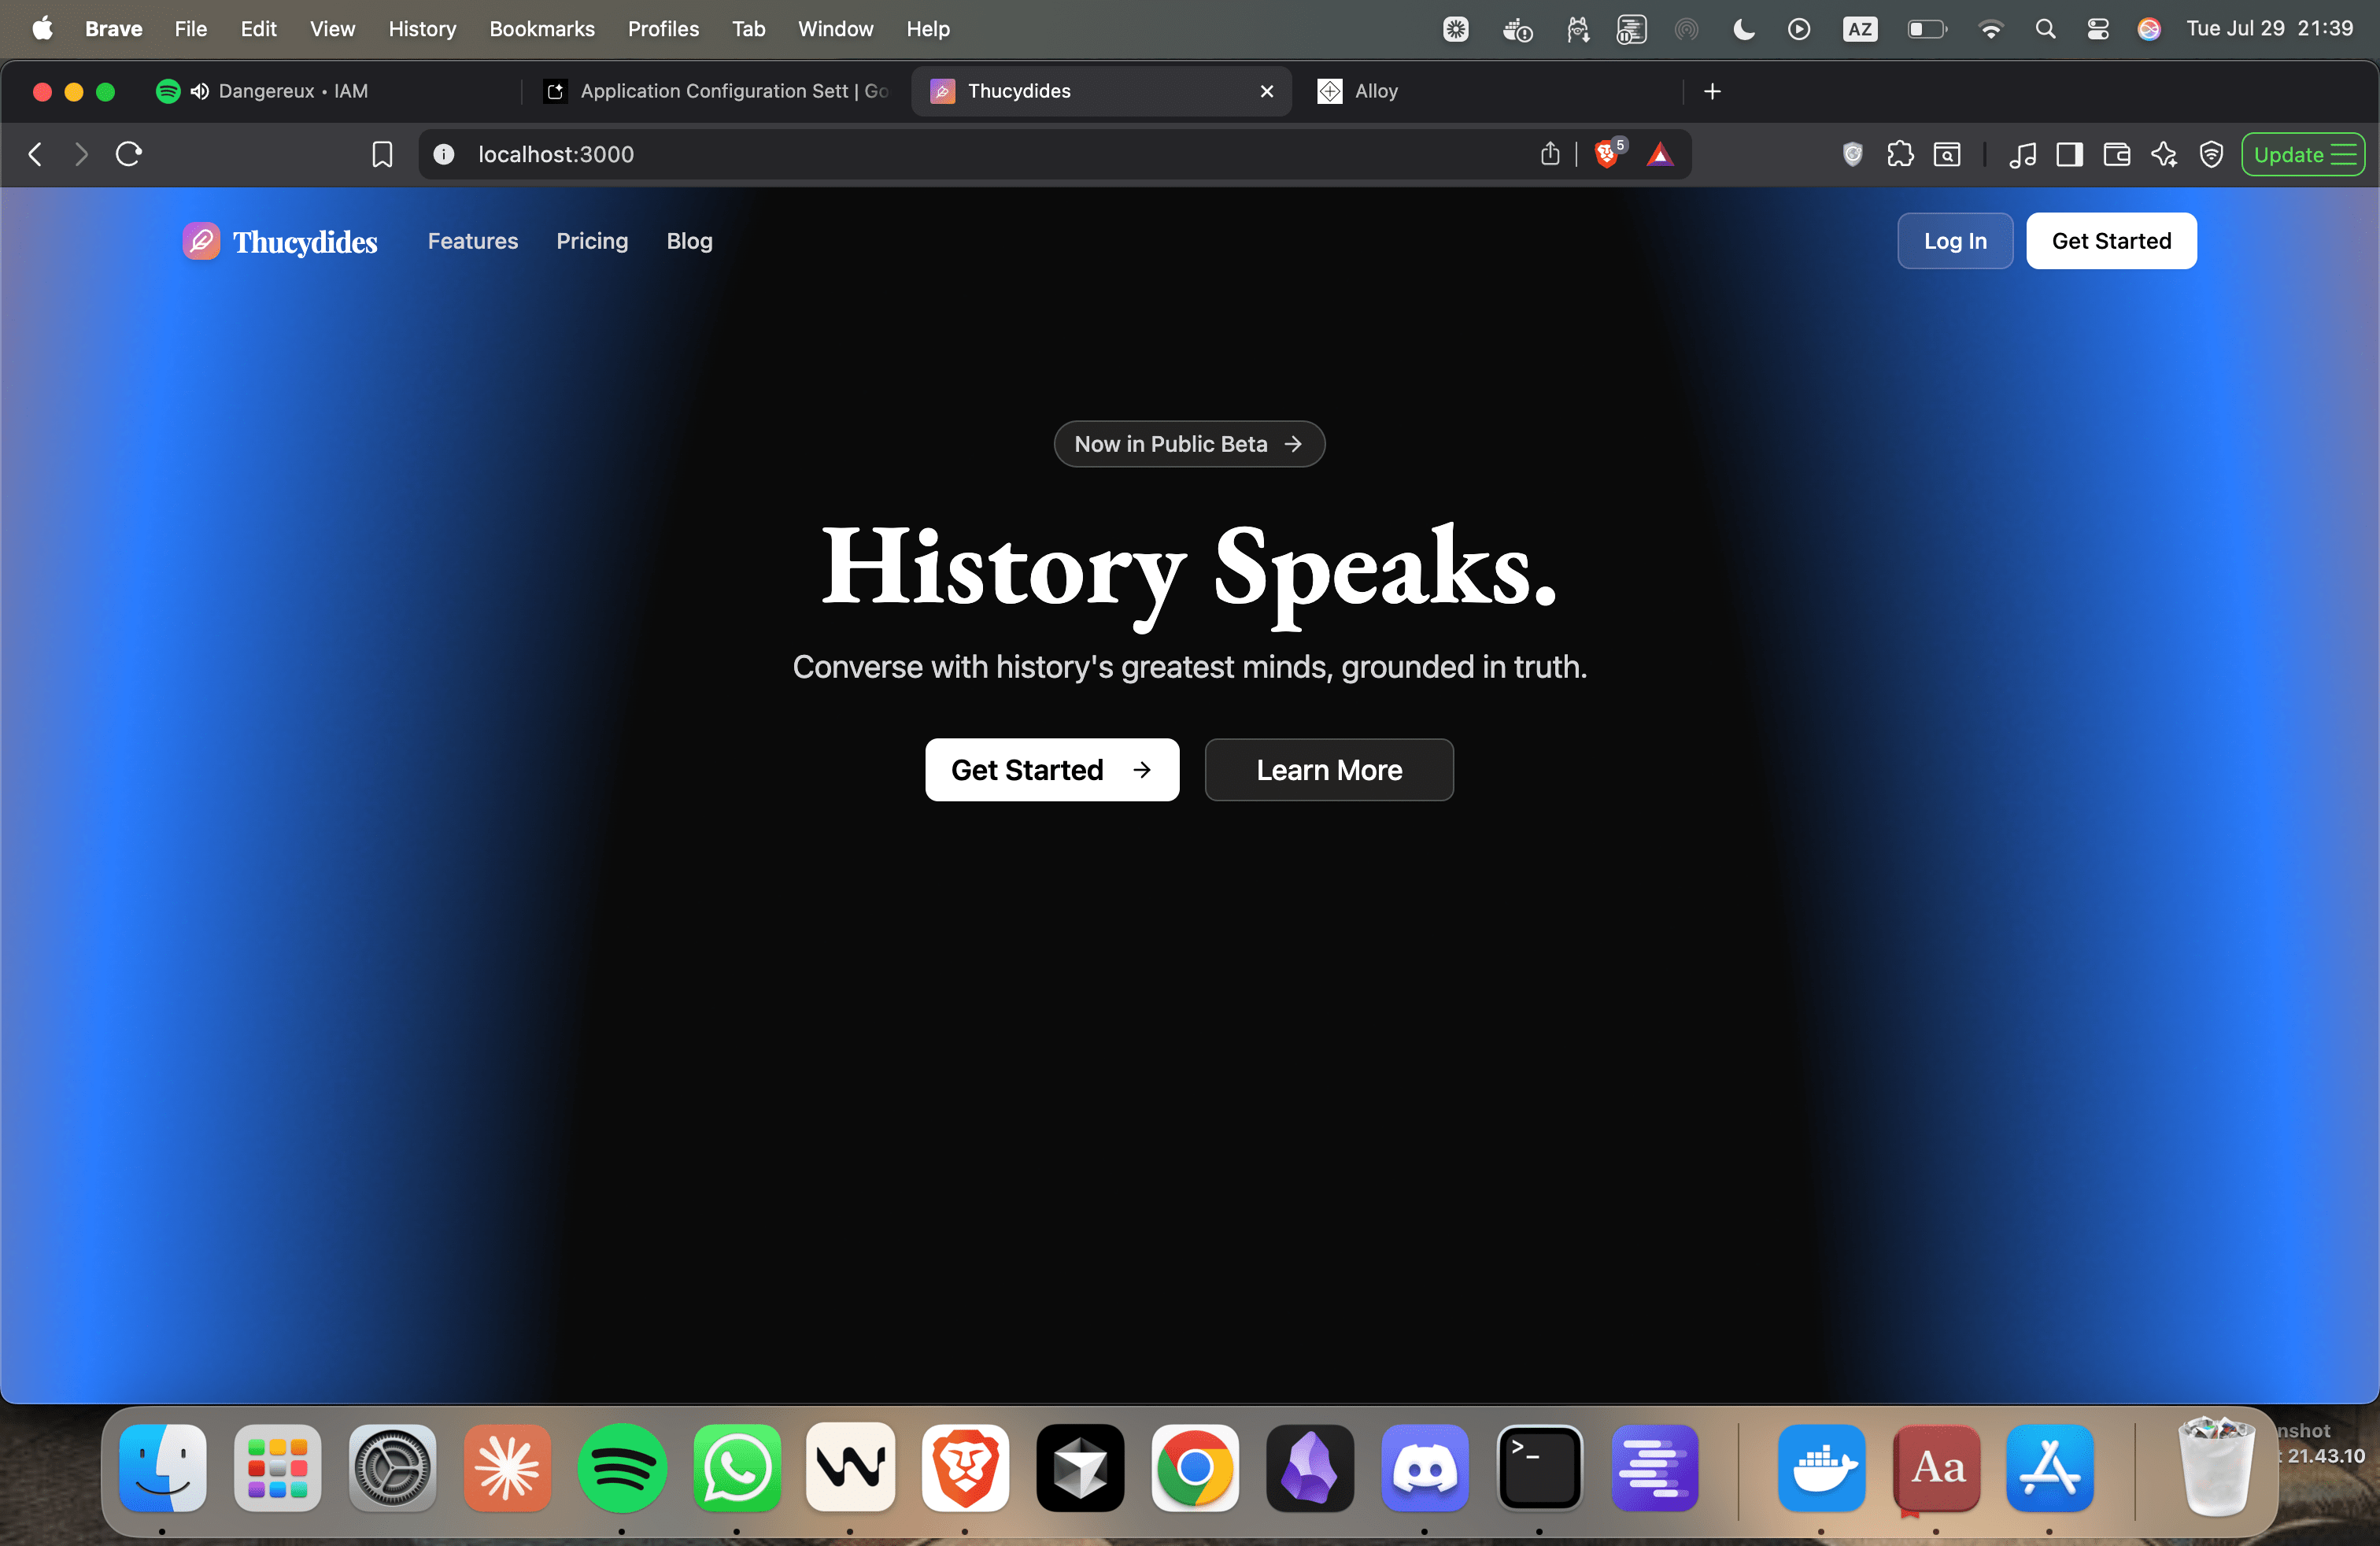 Brave File Edit View History Bookmarks Profiles Tab Window Help AZ Tue Jul 29 21:39
Dangereux • IAM Application Configuration Sett | Go Thucydides Alloy
localhost:3000 5 Update
Thucydides Features Pricing Blog Log In Get Started
Now in Public Beta →
History Speaks.
Converse with history's greatest minds, grounded in truth.
Get Started → Learn More
nshot
21.43.10
>_ Aa